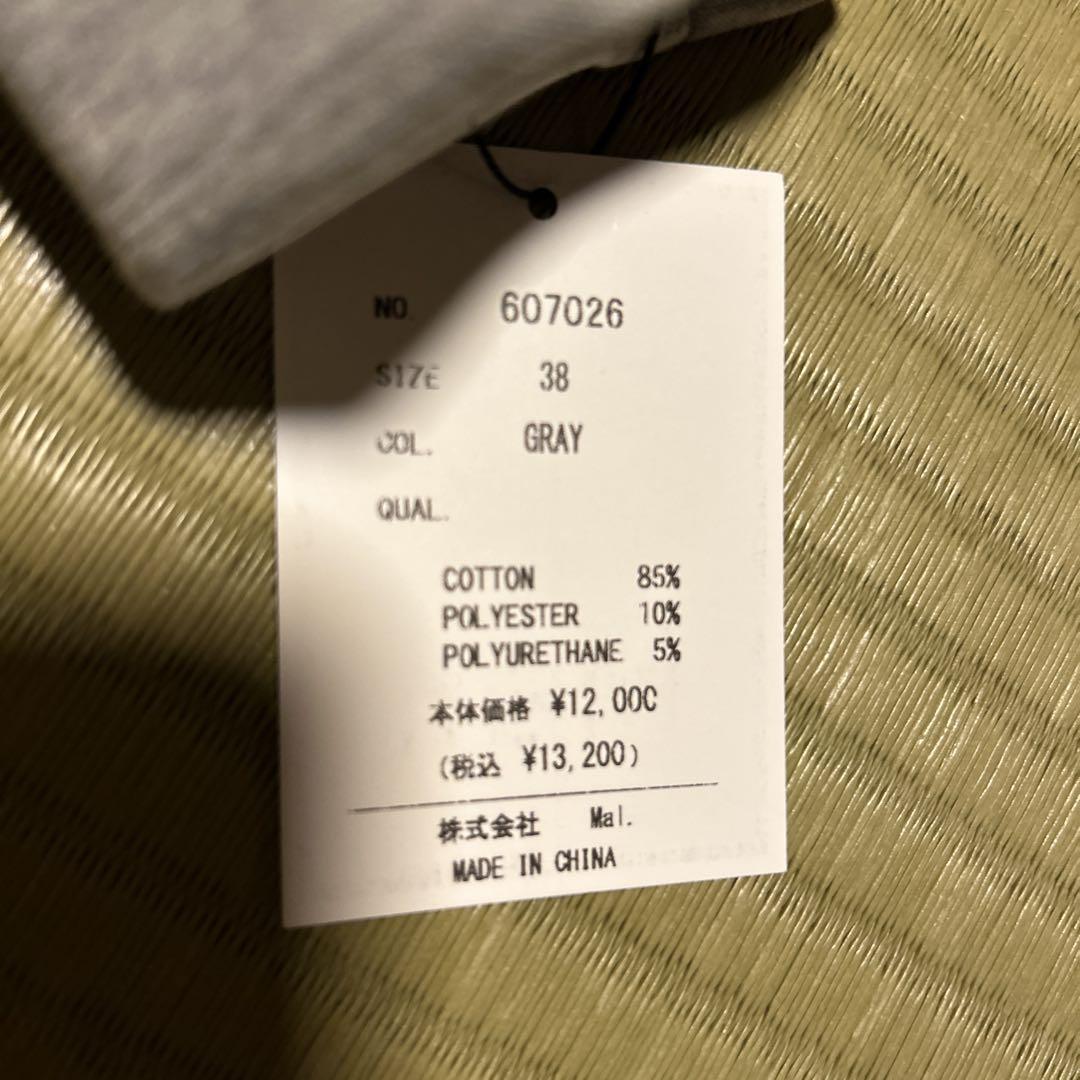 NO. 607026
SIZE 38
COL. GRAY
QUAL.
COTTON 85%
POLYESTER 10%
POLYURETHANE 5%
本体価格 ¥12,000
(税込 ¥13,200)
株式会社 Mal.
MADE IN CHINA